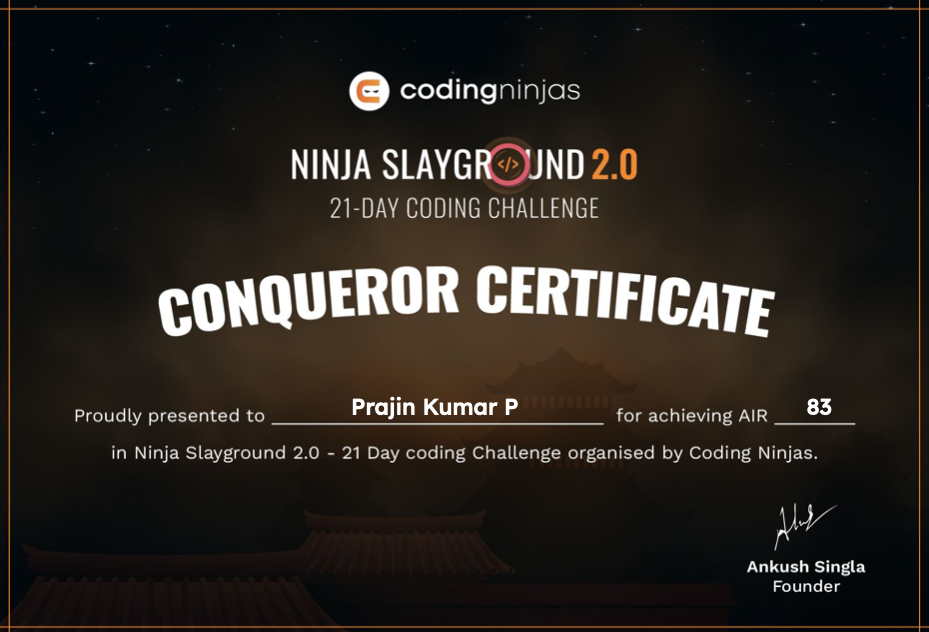 codingninjas
NINJA SLAYGROUND 2.0
21-DAY CODING CHALLENGE
CONQUEROR CERTIFICATE
Proudly presented to Prajin Kumar P for achieving AIR 83
in Ninja Slayground 2.0 - 21 Day coding Challenge organised by Coding Ninjas.
Ankush Singla
Founder